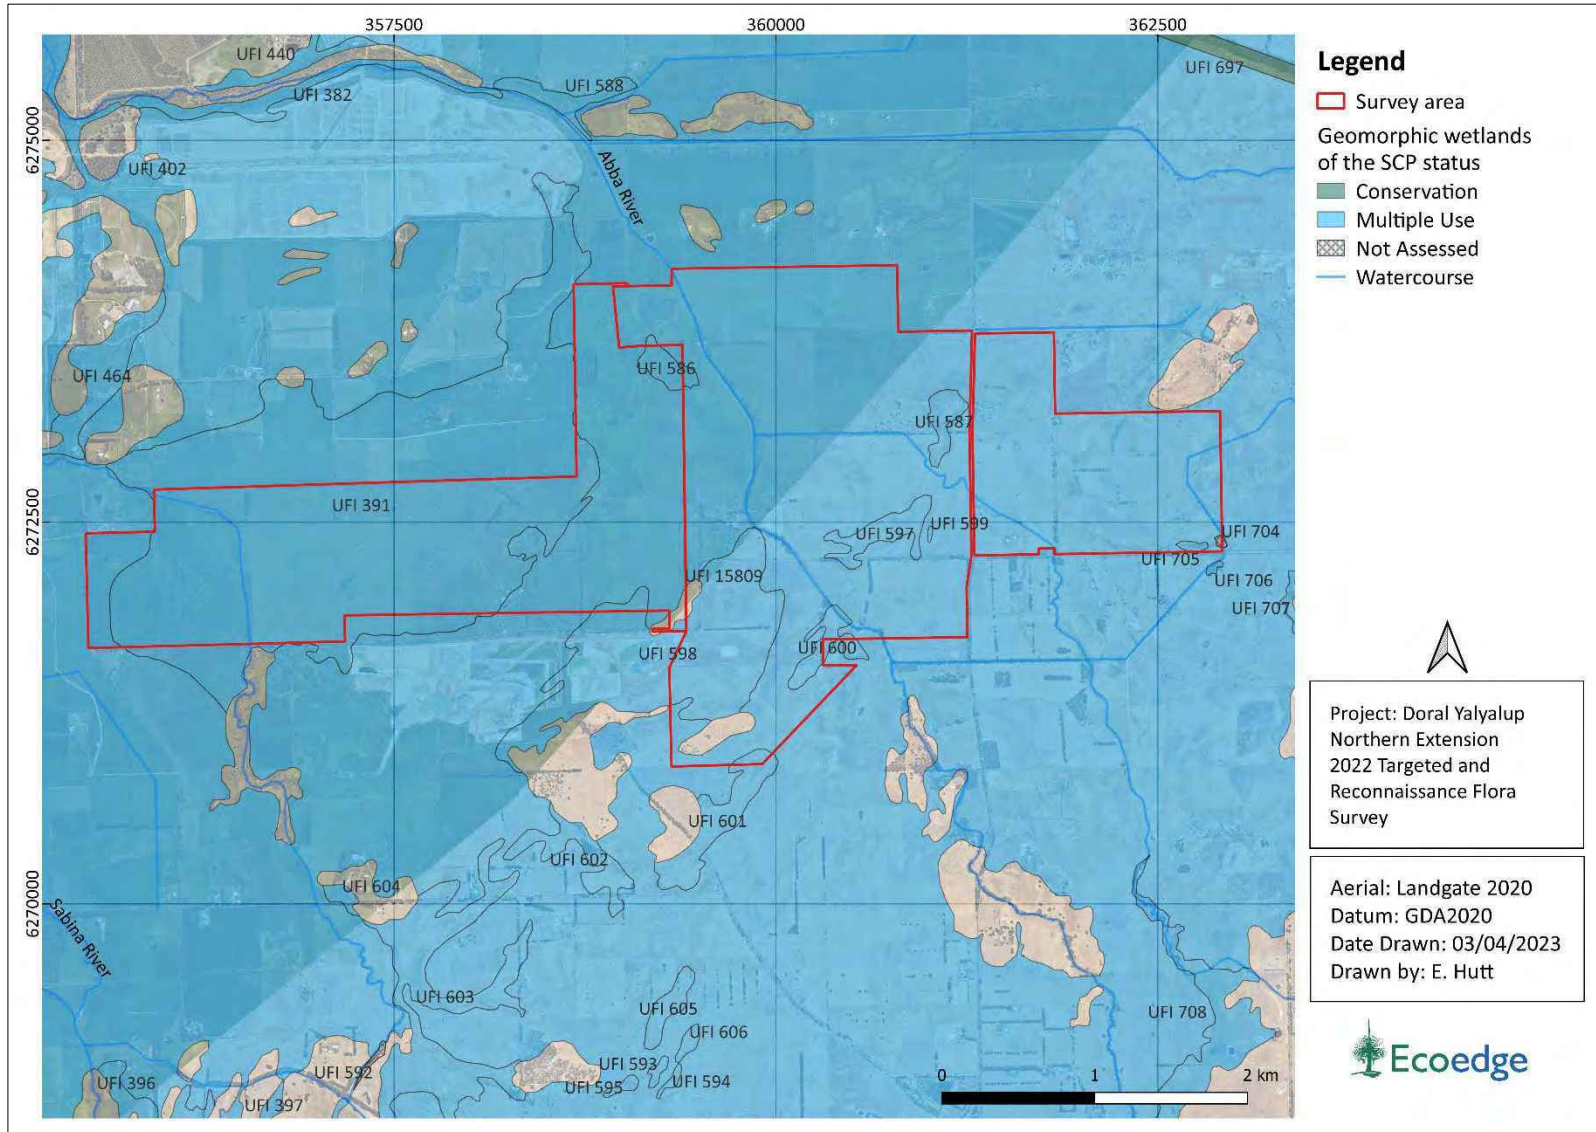 357500
360000
362500
6275000
6272500
6270000
UFI 440
UFI 382
UFI 588
UFI 697
UFI 402
Abba River
UFI 464
UFI 586
UFI 587
UFI 391
UFI 597
UFI 599
UFI 704
UFI 705
UFI 706
UFI 707
UFI 15809
UFI 598
UFI 600
UFI 601
UFI 602
UFI 604
Sabina River
UFI 603
UFI 605
UFI 606
UFI 708
UFI 593
UFI 594
UFI 595
UFI 592
UFI 396
UFI 397
0 1 2 km
Legend
Survey area
Geomorphic wetlands
of the SCP status
Conservation
Multiple Use
Not Assessed
Watercourse
Project: Doral Yalyalup
Northern Extension
2022 Targeted and
Reconnaissance Flora
Survey
Aerial: Landgate 2020
Datum: GDA2020
Date Drawn: 03/04/2023
Drawn by: E. Hutt
Ecoedge